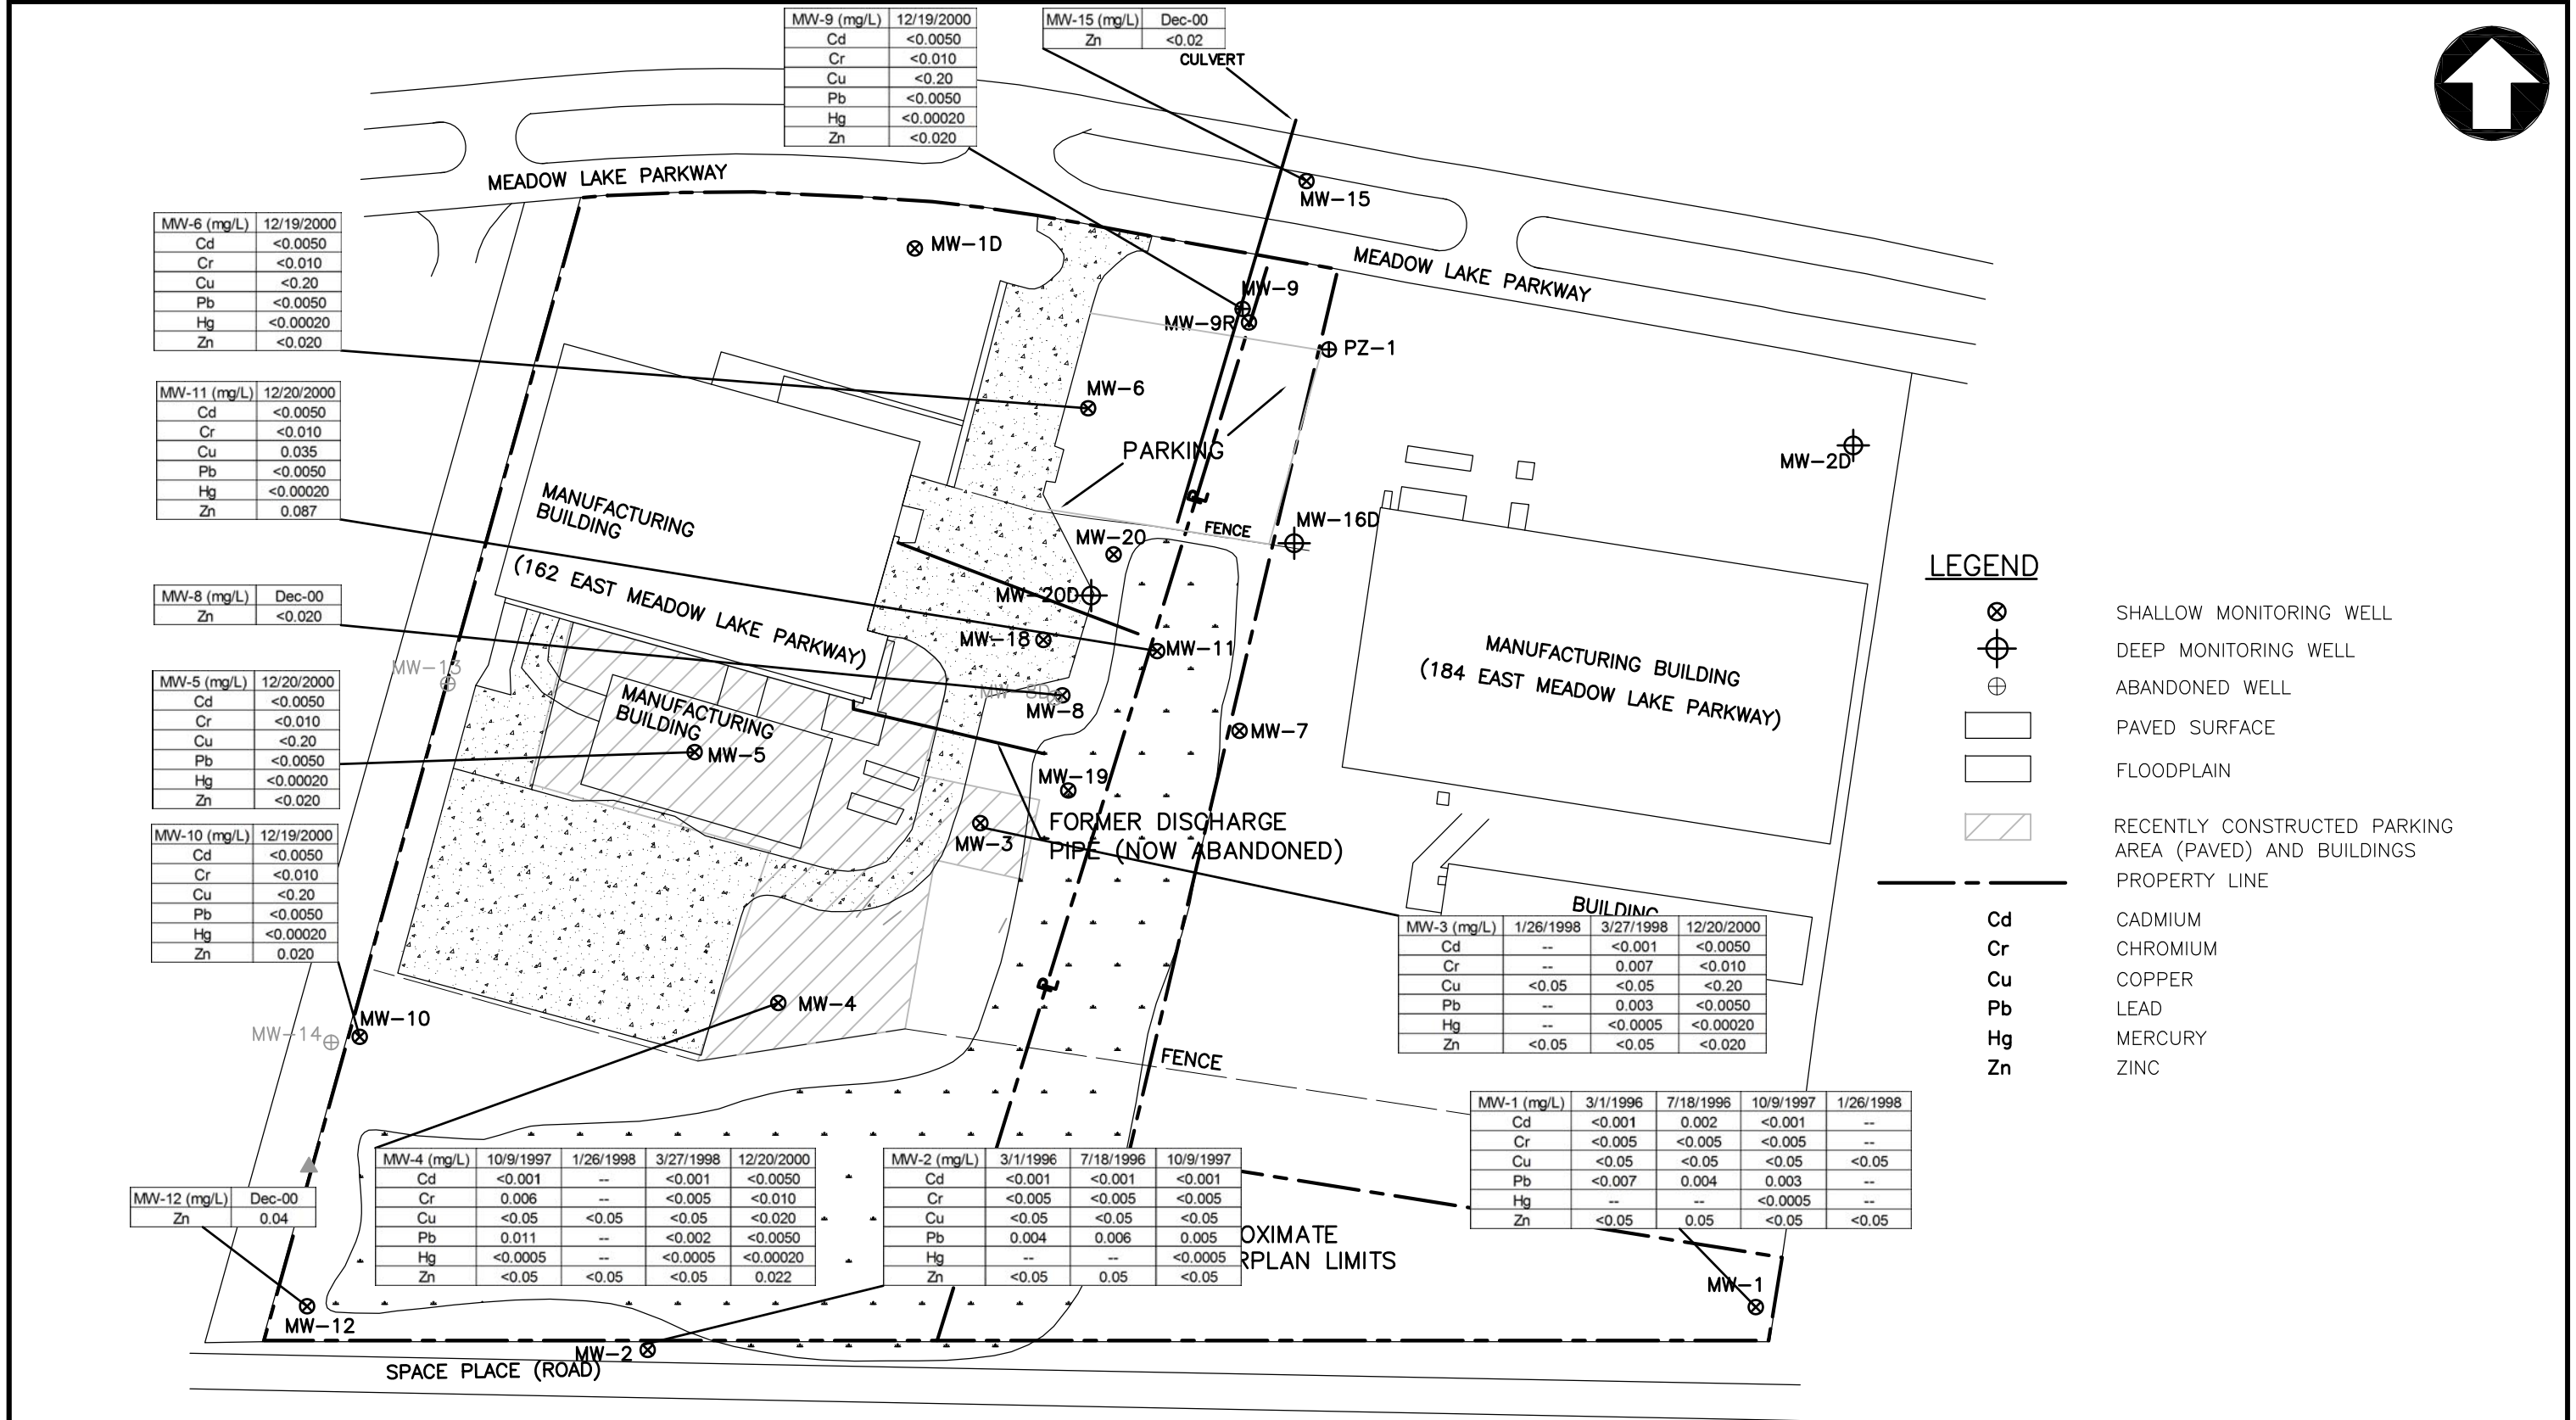 MW-9 (mg/L) 12/19/2000
Cd <0.0050
Cr <0.010
Cu <0.20
Pb <0.0050
Hg <0.00020
Zn <0.020
MW-15 (mg/L) Dec-00
Zn <0.02
CULVERT
MEADOW LAKE PARKWAY
MW-15
MW-6 (mg/L) 12/19/2000
Cd <0.0050
Cr <0.010
Cu <0.20
Pb <0.0050
Hg <0.00020
Zn <0.020
MW-1D
MEADOW LAKE PARKWAY
MW-9
MW-9R
PZ-1
MW-6
MW-11 (mg/L) 12/20/2000
Cd <0.0050
Cr <0.010
Cu 0.035
Pb <0.0050
Hg <0.00020
Zn 0.087
PARKING
MW-2D
MANUFACTURING
BUILDING
(162 EAST MEADOW LAKE PARKWAY)
FENCE
MW-16D
MW-20
MW-20D
MW-18
MW-11
MW-8 (mg/L) Dec-00
Zn <0.020
MW-13
MW-8D
MW-8
MW-7
MANUFACTURING BUILDING
(184 EAST MEADOW LAKE PARKWAY)
MW-5 (mg/L) 12/20/2000
Cd <0.0050
Cr <0.010
Cu <0.20
Pb <0.0050
Hg <0.00020
Zn <0.020
MANUFACTURING
BUILDING
MW-5
MW-19
FORMER DISCHARGE
PIPE (NOW ABANDONED)
MW-3
MW-10 (mg/L) 12/19/2000
Cd <0.0050
Cr <0.010
Cu <0.20
Pb <0.0050
Hg <0.00020
Zn 0.020
BUILDING
MW-3 (mg/L) 1/26/1998 3/27/1998 12/20/2000
Cd -- <0.001 <0.0050
Cr -- 0.007 <0.010
Cu <0.05 <0.05 <0.20
Pb -- 0.003 <0.0050
Hg -- <0.0005 <0.00020
Zn <0.05 <0.05 <0.020
MW-4
MW-10
MW-14
FENCE
MW-1 (mg/L) 3/1/1996 7/18/1996 10/9/1997 1/26/1998
Cd <0.001 0.002 <0.001 --
Cr <0.005 <0.005 <0.005 --
Cu <0.05 <0.05 <0.05 <0.05
Pb <0.007 0.004 0.003 --
Hg -- -- <0.0005 --
Zn <0.05 0.05 <0.05 <0.05
MW-4 (mg/L) 10/9/1997 1/26/1998 3/27/1998 12/20/2000
Cd <0.001 -- <0.001 <0.0050
Cr 0.006 -- <0.005 <0.010
Cu <0.05 <0.05 <0.05 <0.020
Pb 0.011 -- <0.002 <0.0050
Hg <0.0005 -- <0.0005 <0.00020
Zn <0.05 <0.05 <0.05 0.022
MW-2 (mg/L) 3/1/1996 7/18/1996 10/9/1997
Cd <0.001 <0.001 <0.001
Cr <0.005 <0.005 <0.005
Cu <0.05 <0.05 <0.05
Pb 0.004 0.006 0.005
Hg -- -- <0.0005
Zn <0.05 0.05 <0.05
OXIMATE
RPLAN LIMITS
MW-12 (mg/L) Dec-00
Zn 0.04
MW-1
MW-12
MW-2
SPACE PLACE (ROAD)
LEGEND
SHALLOW MONITORING WELL
DEEP MONITORING WELL
ABANDONED WELL
PAVED SURFACE
FLOODPLAIN
RECENTLY CONSTRUCTED PARKING
AREA (PAVED) AND BUILDINGS
PROPERTY LINE
Cd CADMIUM
Cr CHROMIUM
Cu COPPER
Pb LEAD
Hg MERCURY
Zn ZINC